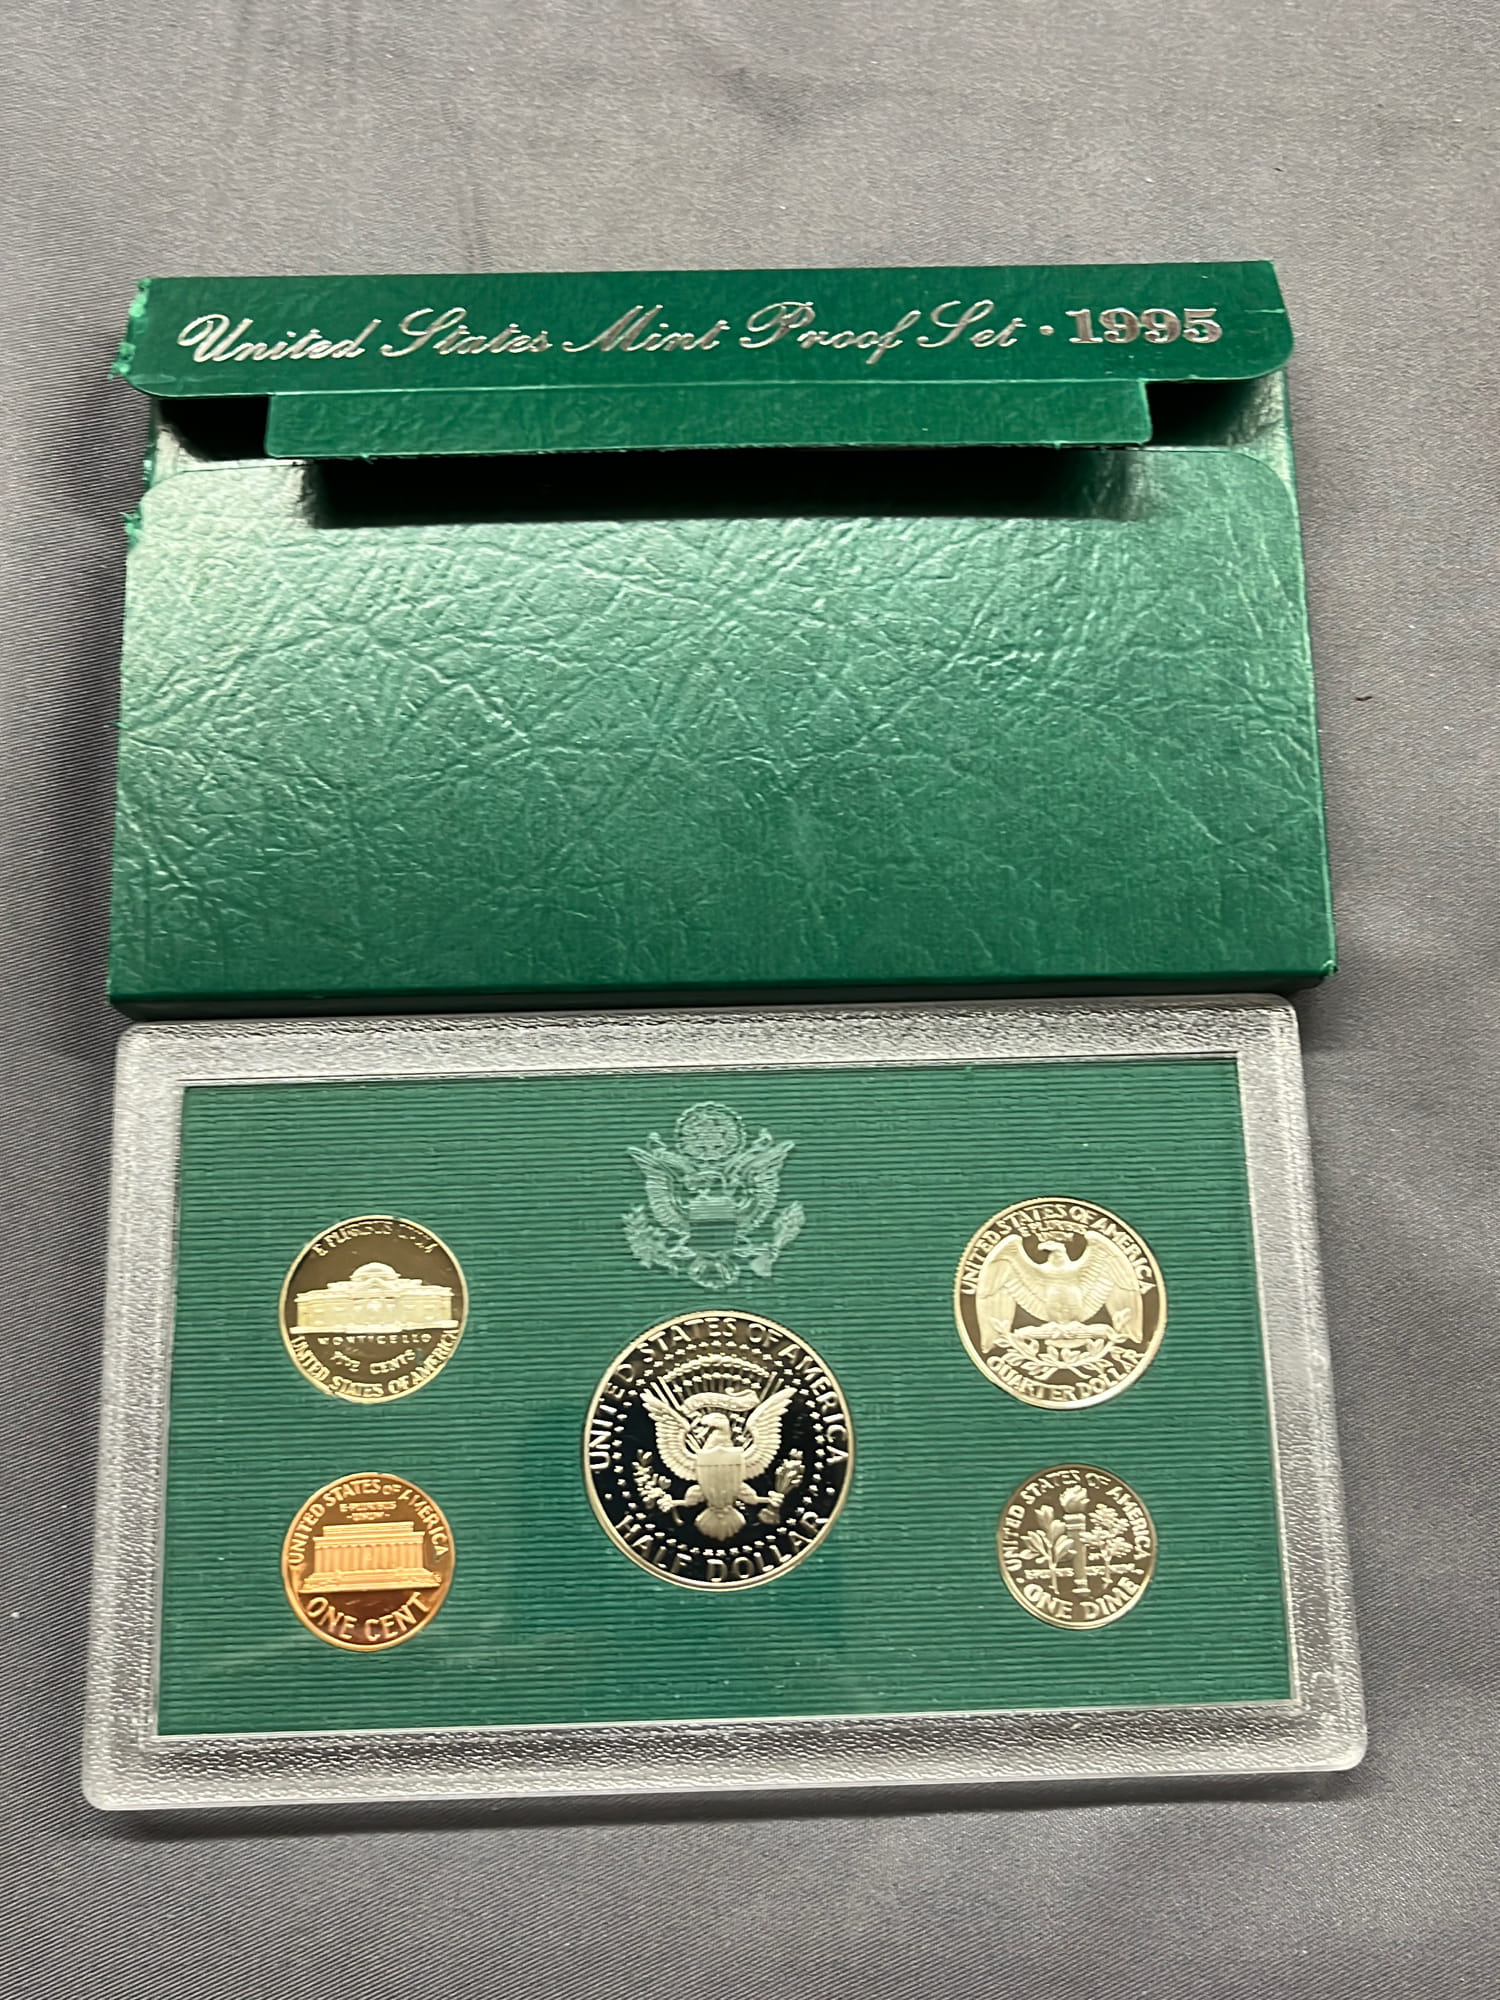 United States Mint Proof Set • 1995
E PLURIBUS UNUM
MONTICELLO
FIVE CENTS
UNITED STATES OF AMERICA
UNITED STATES OF AMERICA
E PLURIBUS
UNUM
QUARTER DOLLAR
UNITED STATES OF AMERICA
HALF DOLLAR
UNITED STATES OF AMERICA
E PLURIBUS
UNUM
ONE CENT
UNITED STATES OF AMERICA
ONE DIME